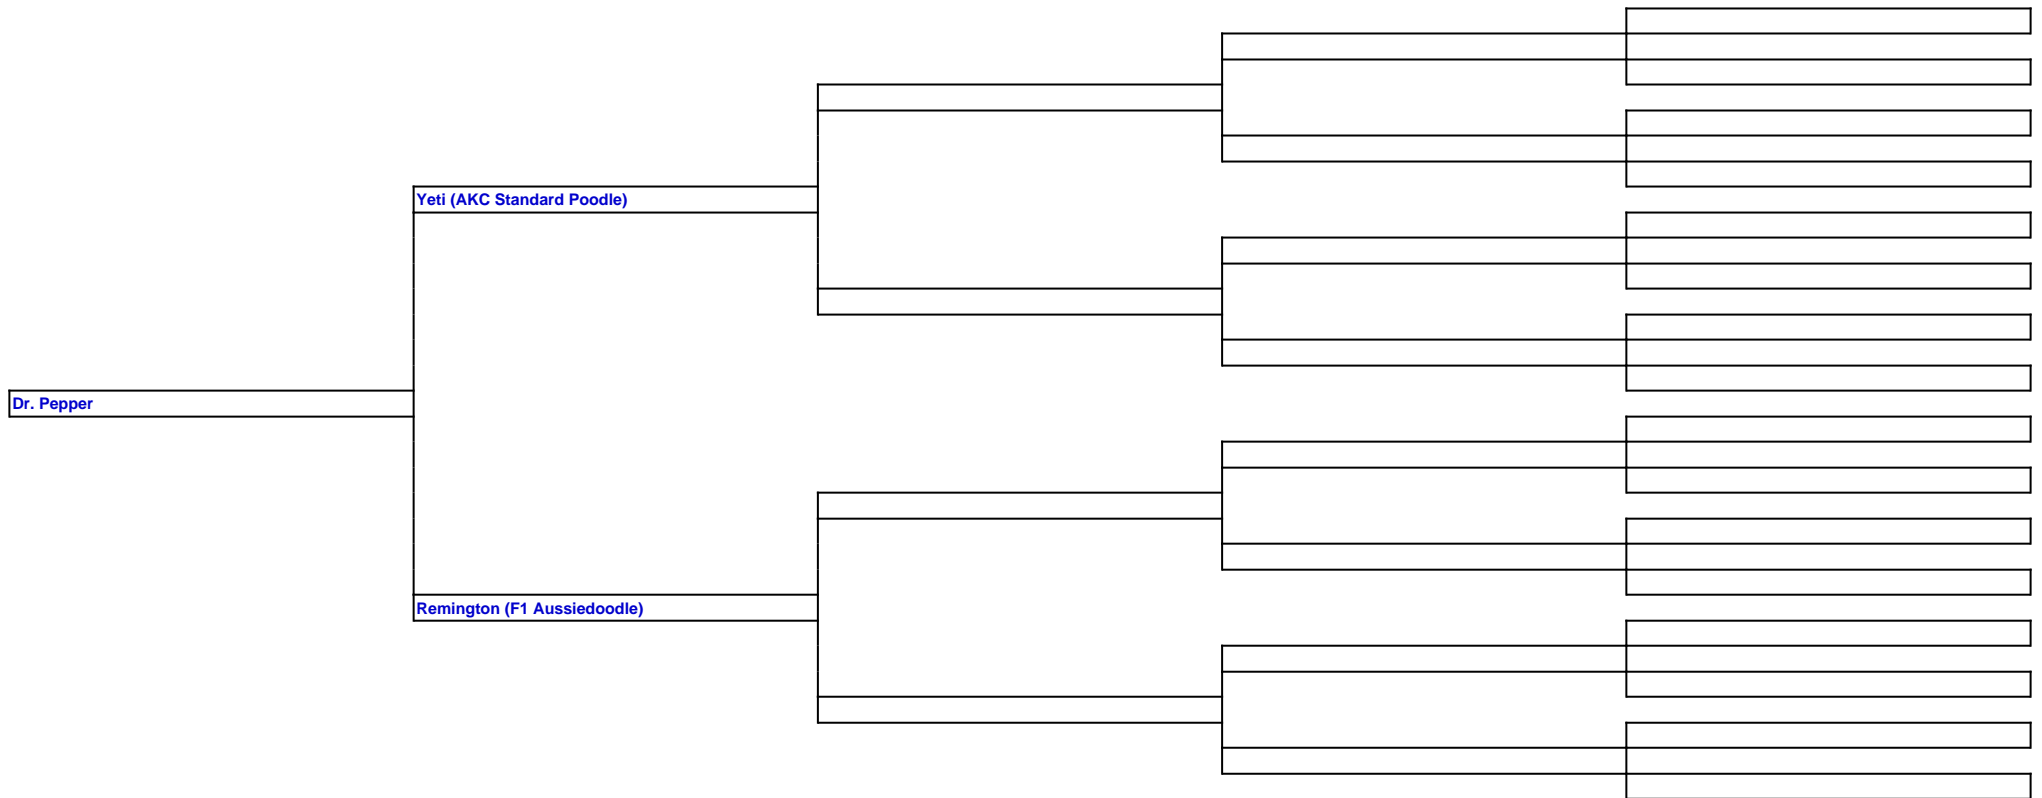 Yeti (AKC Standard Poodle)
Dr. Pepper
Remington (F1 Aussiedoodle)